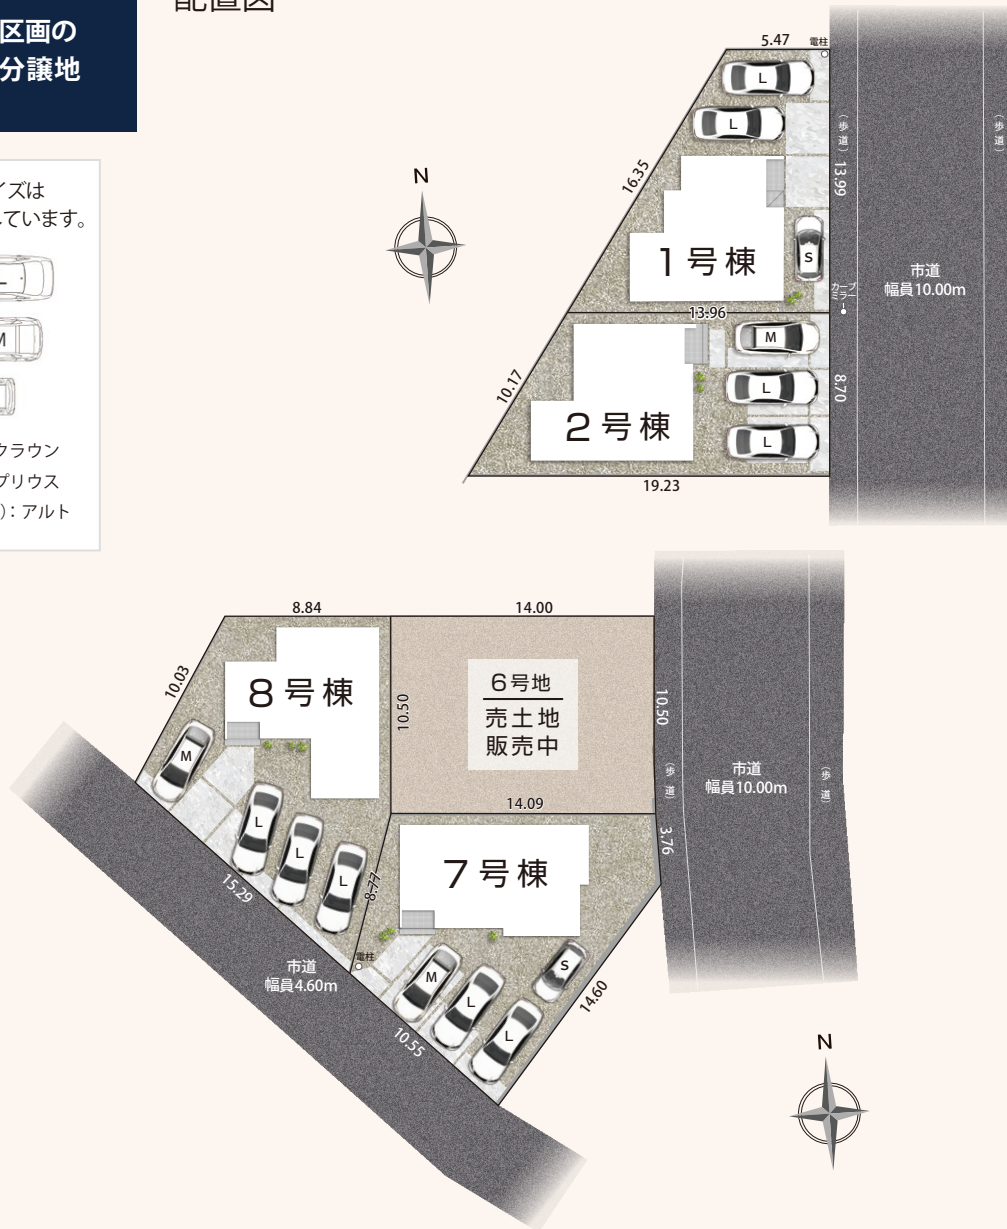 配置図
区画の
分譲地
イズは
ています。
L
M
クラウン
プリウス
)：アルト
N
5.47
電柱
L
L
16.35
(歩道)
13.99
(歩道)
1号棟
S
市道
幅員10.00m
カーブ
ミラー
13.96
M
10.17
L
8.70
2号棟
L
19.23
8.84
14.00
10.03
8号棟
10.50
6号地
売土地
販売中
10.50
M
(歩道)
市道
幅員10.00m
(歩道)
14.09
L
L
L
3.76
7号棟
8.77
15.29
電柱
市道
幅員4.60m
M
S
L
L
14.60
10.55
N